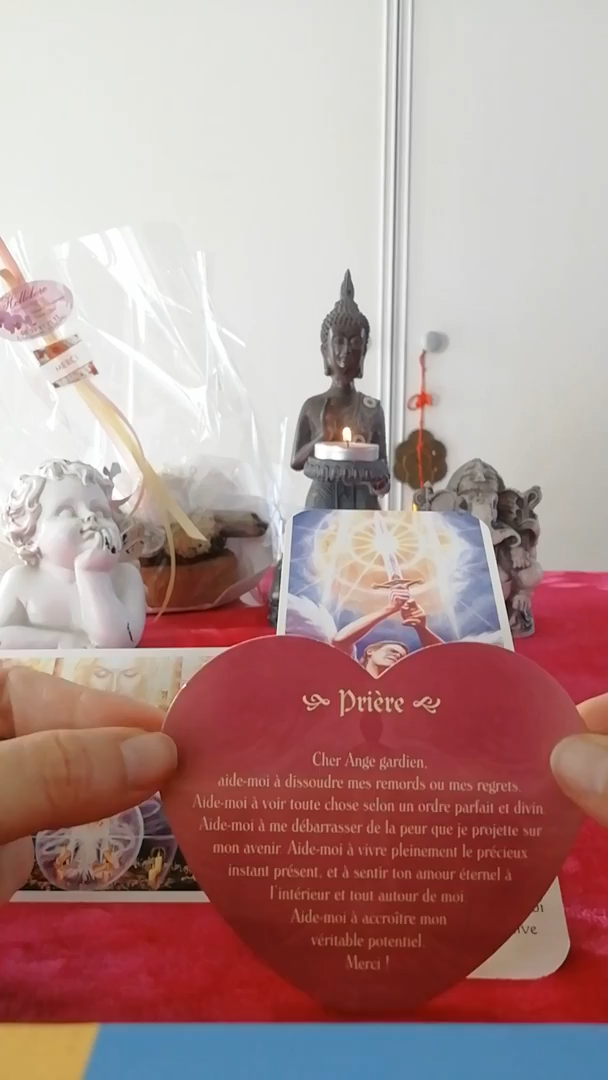 MERCI
Prière
Cher Ange gardien,
aide-moi à dissoudre mes remords ou mes regrets.
Aide-moi à voir toute chose selon un ordre parfait et divin.
Aide-moi à me débarrasser de la peur que je projette sur
mon avenir. Aide-moi à vivre pleinement le précieux
instant présent, et à sentir ton amour éternel à
l'intérieur et tout autour de moi.
Aide-moi à accroître mon
véritable potentiel.
Merci !